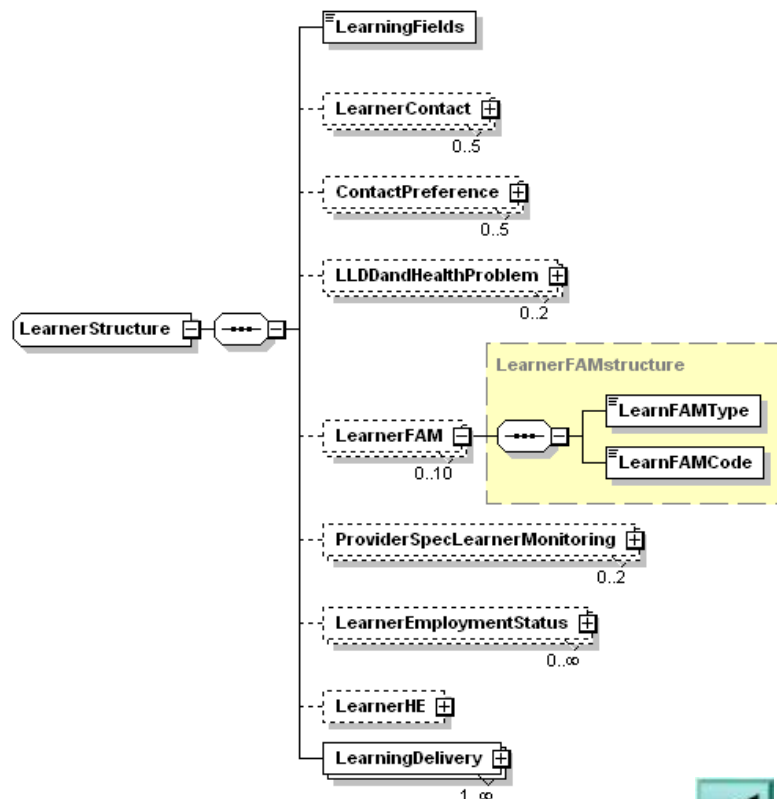 LearningFields
LearnerContact
0..5
ContactPreference
0..5
LLDDandHealthProblem
0..2
LearnerStructure
LearnerFAMstructure
LearnFAMType
LearnerFAM
0..10
LearnFAMCode
ProviderSpecLearnerMonitoring
0..2
LearnerEmploymentStatus
0..∞
LearnerHE
LearningDelivery
1..∞